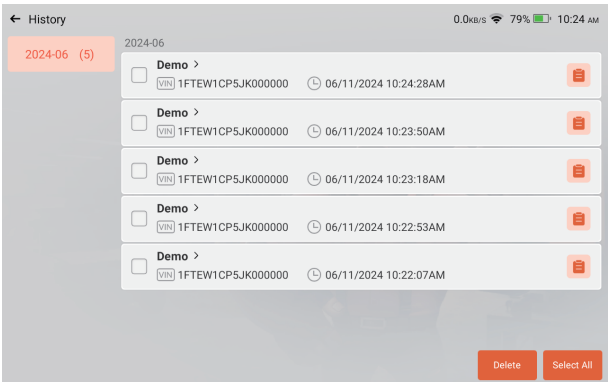 History
0.0KB/S 79% 10:24 AM
2024-06 (5)
2024-06
Demo >
VIN 1FTEW1CP5JK000000 06/11/2024 10:24:28AM
Demo >
VIN 1FTEW1CP5JK000000 06/11/2024 10:23:50AM
Demo >
VIN 1FTEW1CP5JK000000 06/11/2024 10:23:18AM
Demo >
VIN 1FTEW1CP5JK000000 06/11/2024 10:22:53AM
Demo >
VIN 1FTEW1CP5JK000000 06/11/2024 10:22:07AM
Delete
Select All